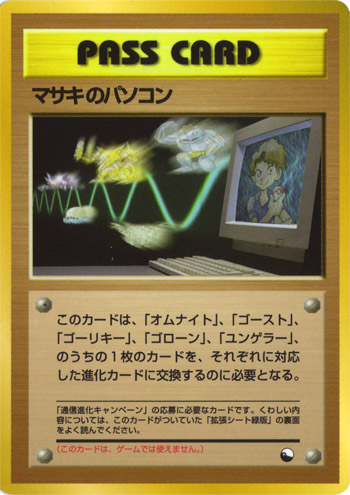 PASS CARD
マサキのパソコン
このカードは、「オムナイト」、「ゴースト」、
「ゴーリキー」、「ゴローン」、「ユンゲラー」、
のうちの1枚のカードを、それぞれに対応
した進化カードに交換するのに必要となる。
「通信進化キャンペーン」の応募に必要なカードです。くわしい内
容については、このカードがついていた「拡張シート緑版」の裏面
をよく読んでください。
(このカードは、ゲームでは使えません。)